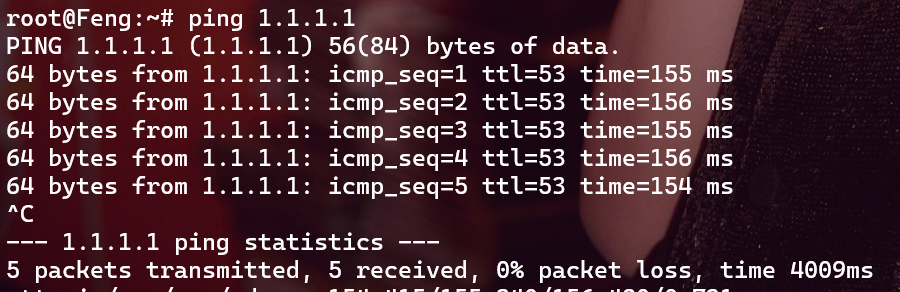 root@Feng:~# ping 1.1.1.1
PING 1.1.1.1 (1.1.1.1) 56(84) bytes of data.
64 bytes from 1.1.1.1: icmp_seq=1 ttl=53 time=155 ms
64 bytes from 1.1.1.1: icmp_seq=2 ttl=53 time=156 ms
64 bytes from 1.1.1.1: icmp_seq=3 ttl=53 time=155 ms
64 bytes from 1.1.1.1: icmp_seq=4 ttl=53 time=156 ms
64 bytes from 1.1.1.1: icmp_seq=5 ttl=53 time=154 ms
^C
--- 1.1.1.1 ping statistics ---
5 packets transmitted, 5 received, 0% packet loss, time 4009ms